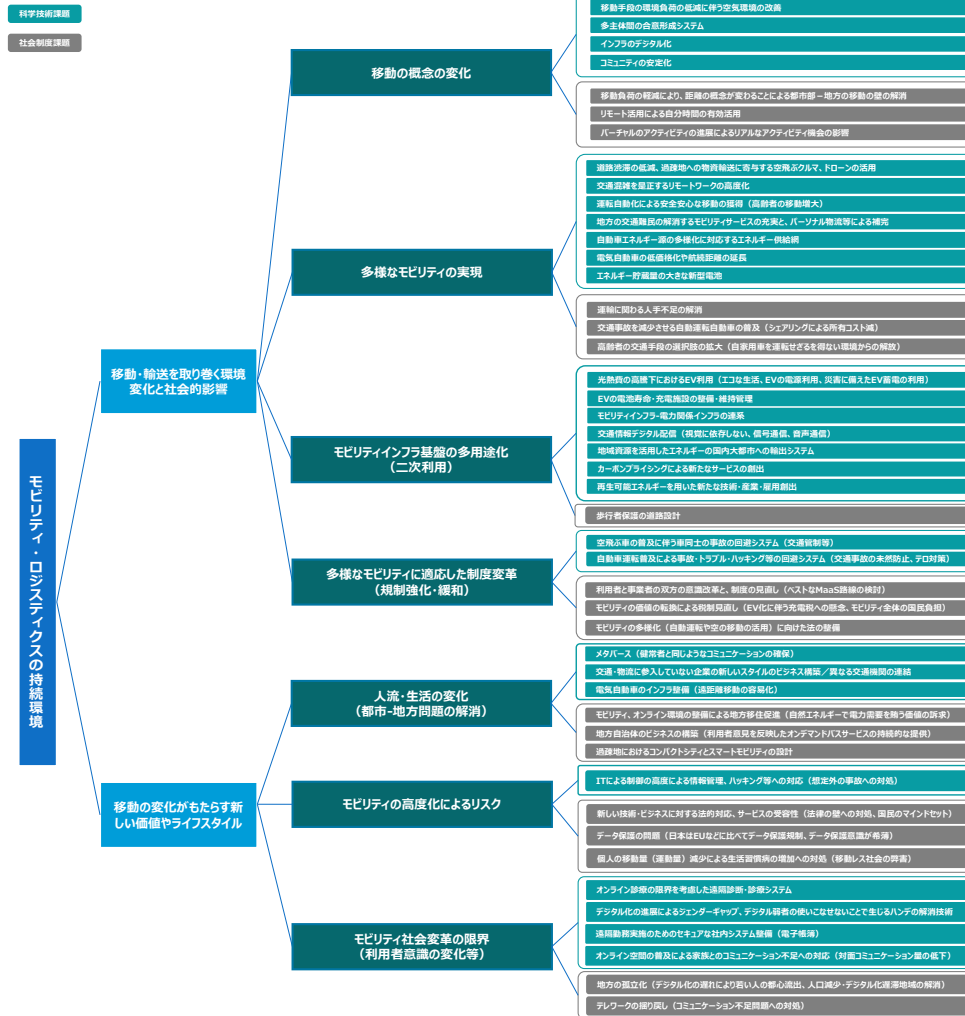 科学技術課題
社会制度課題
モビリティ・ロジスティクスの持続環境
移動・輸送を取り巻く環境
変化と社会的影響
移動の概念の変化
移動手段の環境負荷の低減に伴う空気環境の改善
多主体間の合意形成システム
インフラのデジタル化
コミュニティの安定化
移動負荷の軽減により、距離の概念が変わることによる都市部－地方の移動の壁の解消
リモート活用による自分時間の有効活用
バーチャルのアクティビティの進展によるリアルなアクティビティ機会の影響
多様なモビリティの実現
道路渋滞の低減、過疎地への物資輸送に寄与する空飛ぶクルマ、ドローンの活用
交通混雑を是正するリモートワークの高度化
運転自動化による安全安心な移動の獲得（高齢者の移動増大）
地方の交通難民の解消するモビリティサービスの充実と、パーソナル物流等による補完
自動車エネルギー源の多様化に対応するエネルギー供給網
電気自動車の低価格化や航続距離の延長
エネルギー貯蔵量の大きな新型電池
運輸に関わる人手不足の解消
交通事故を減少させる自動運転自動車の普及（シェアリングによる所有コスト減）
高齢者の交通手段の選択肢の拡大（自家用車を運転せざるを得ない環境からの解放）
モビリティインフラ基盤の多用途化
（二次利用）
光熱費の高騰下におけるEV利用（エコな生活、EVの電源利用、災害に備えたEV蓄電の利用）
EVの電池寿命・充電施設の整備・維持管理
モビリティインフラ-電力関係インフラの連系
交通情報デジタル配信（視覚に依存しない、信号通信、音声通信）
地域資源を活用したエネルギーの国内大都市への輸出システム
カーボンプライシングによる新たなサービスの創出
再生可能エネルギーを用いた新たな技術・産業・雇用創出
歩行者保護の道路設計
多様なモビリティに適応した制度変革
（規制強化・緩和）
空飛ぶ車の普及に伴う車同士の事故の回避システム（交通管制等）
自動車運転普及による事故・トラブル・ハッキング等の回避システム（交通事故の未然防止、テロ対策）
利用者と事業者の双方の意識改革と、制度の見直し（ベストなMaaS路線の検討）
モビリティの価値の転換による税制見直し（EV化に伴う充電税への懸念、モビリティ全体の国民負担）
モビリティの多様化（自動運転や空の移動の活用）に向けた法の整備
移動の変化がもたらす新
しい価値やライフスタイル
人流・生活の変化
（都市-地方問題の解消）
メタバース（健常者と同じようなコミュニケーションの確保）
交通・物流に参入していない企業の新しいスタイルのビジネス構築／異なる交通機関の連結
電気自動車のインフラ整備（遠距離移動の容易化）
モビリティ、オンライン環境の整備による地方移住促進（自然エネルギーで電力需要を賄う価値の訴求）
地方自治体のビジネスの構築（利用者意見を反映したオンデマンドバスサービスの持続的な提供）
過疎地におけるコンパクトシティとスマートモビリティの設計
モビリティの高度化によるリスク
ITによる制御の高度による情報管理、ハッキング等への対応（想定外の事故への対処）
新しい技術・ビジネスに対する法的対応、サービスの受容性（法律の壁への対処、国民のマインドセット）
データ保護の問題（日本はEUなどに比べてデータ保護規制、データ保護意識が希薄）
個人の移動量（運動量）減少による生活習慣病の増加への対処（移動レス社会の弊害）
モビリティ社会変革の限界
（利用者意識の変化等）
オンライン診療の限界を考慮した遠隔診断・診療システム
デジタル化の進展によるジェンダーギャップ、デジタル弱者の使いこなせないことで生じるハンデの解消技術
遠隔勤務実施のためのセキュアな社内システム整備（電子帳簿）
オンライン空間の普及による家族とのコミュニケーション不足への対応（対面コミュニケーション量の低下）
地方の孤立化（デジタル化の遅れにより若い人の都心流出、人口減少・デジタル化遅滞地域の解消）
テレワークの揺り戻し（コミュニケーション不足問題への対処）